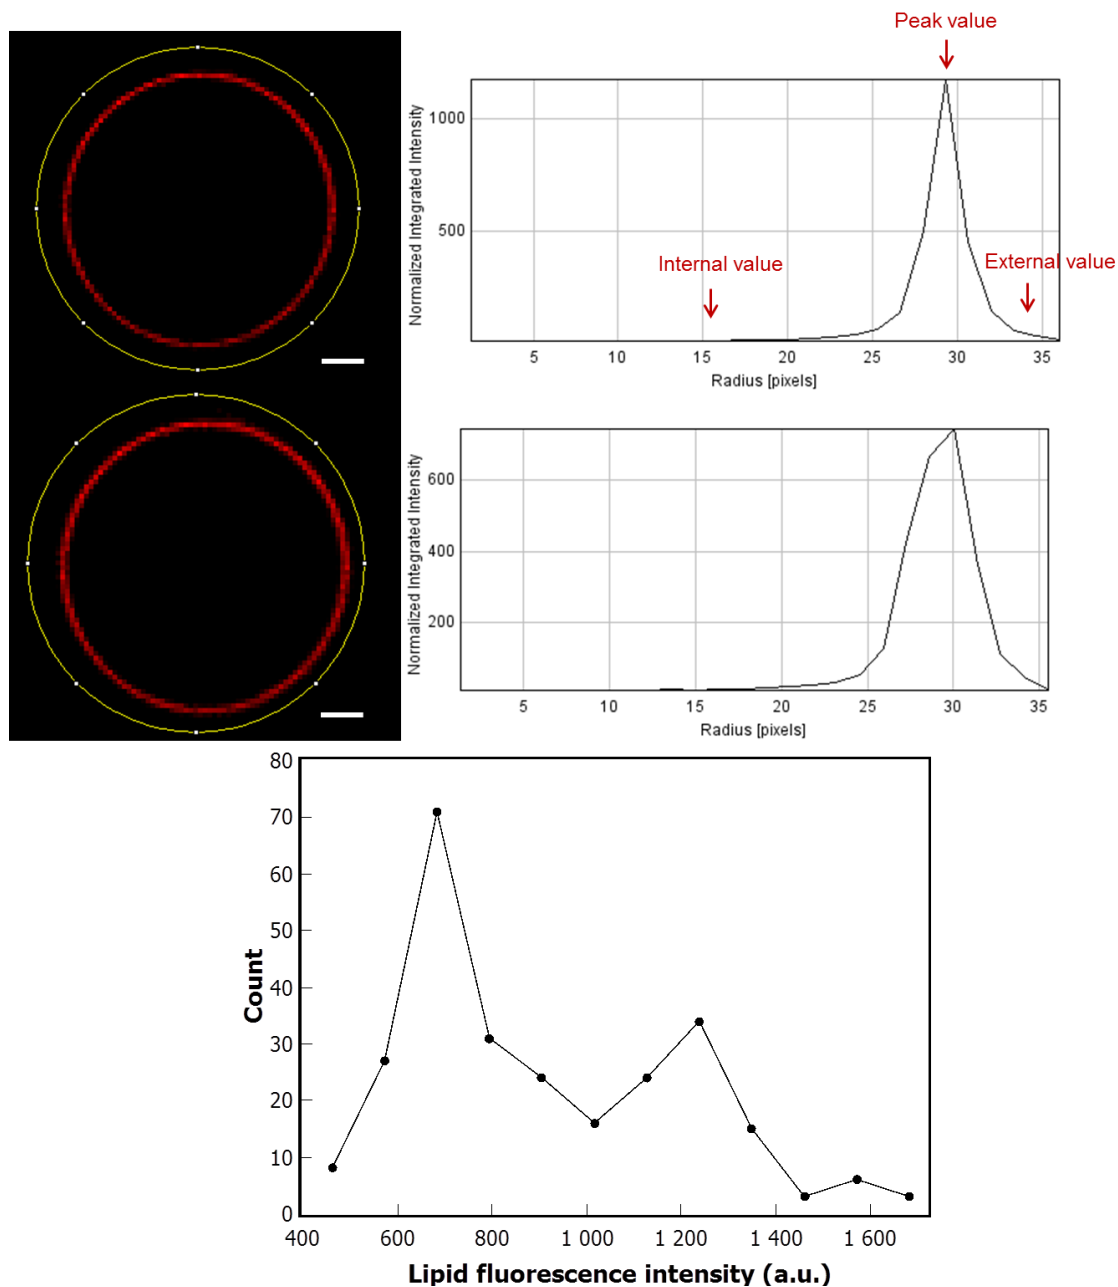 Peak value
Normalized Integrated Intensity
1000
500
Internal value
External value
5 10 15 20 25 30 35
Radius [pixels]
Normalized Integrated Intensity
600
400
200
5 10 15 20 25 30 35
Radius [pixels]
Count
80
70
60
50
40
30
20
10
0
400 600 800 1 000 1 200 1 400 1 600
Lipid fluorescence intensity (a.u.)